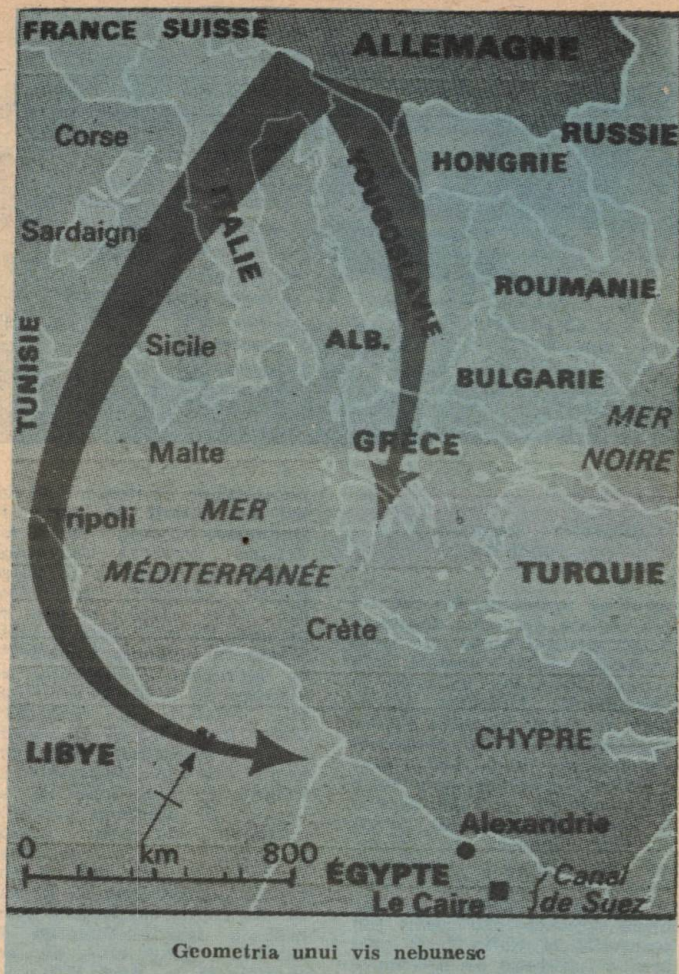 FRANCE SUISSE
ALLEMAGNE
Corse
RUSSIE
HONGRIE
YOUGOSLAVIE
ITALIE
Sardaigne
ROUMANIE
TUNISIE
Sicile
ALB.
BULGARIE
MER
NOIRE
GRÈCE
Malte
Tripoli
MER
MÉDITERRANÉE
TURQUIE
Crète
LIBYE
CHYPRE
Alexandrie
0 km 800
ÉGYPTE
Le Caire
Canal
de Suez
Geometria unui vis nebunesc